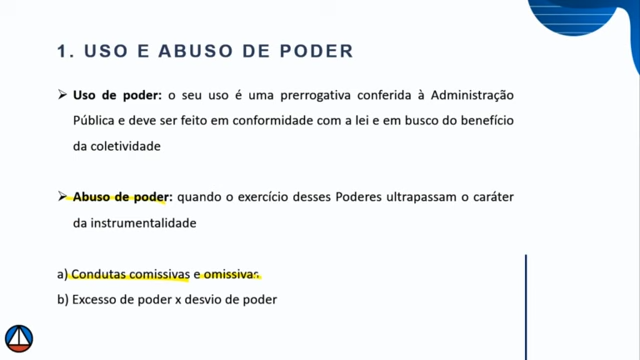 1. USO E ABUSO DE PODER
➢ Uso de poder: o seu uso é uma prerrogativa conferida à Administração
Pública e deve ser feito em conformidade com a lei e em busco do benefício
da coletividade
➢ Abuso de poder: quando o exercício desses Poderes ultrapassam o caráter
da instrumentalidade
a) Condutas comissivas e omissivas
b) Excesso de poder x desvio de poder